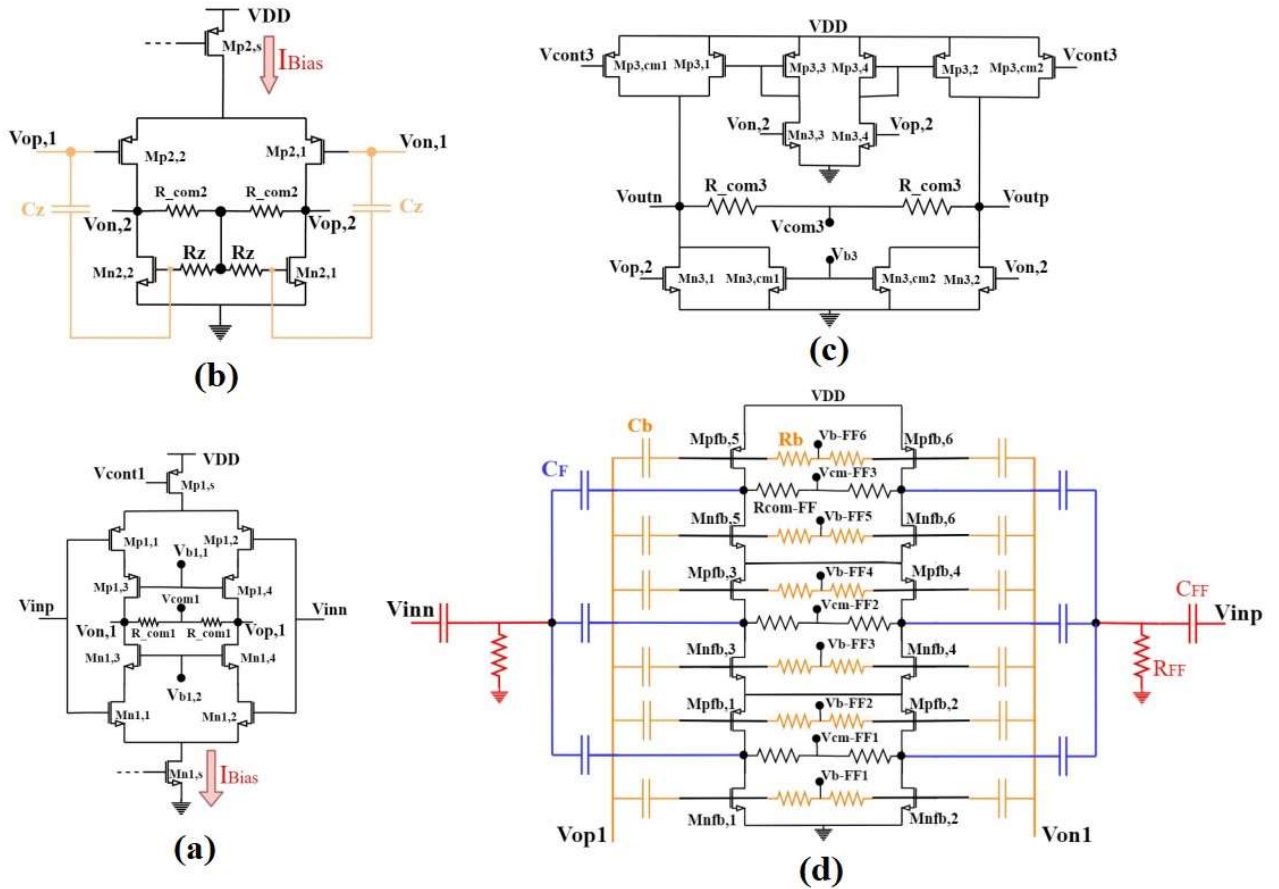 VDD
Mp2,s
IBias
Vop,1
Von,1
Mp2,2
Mp2,1
R_com2
R_com2
Cz
Cz
Von,2
Vop,2
Rz
Rz
Mn2,2
Mn2,1
(b)
VDD
Vcont3
Vcont3
Mp3,cm1
Mp3,1
Mp3,3
Mp3,4
Mp3,2
Mp3,cm2
Von,2
Mn3,3
Mn3,4
Vop,2
R_com3
R_com3
Voutn
Voutp
Vcom3
Vb3
Vop,2
Von,2
Mn3,1
Mn3,cm1
Mn3,cm2
Mn3,2
(c)
VDD
Vcont1
Mp1,s
Mp1,1
Mp1,2
Vb1,1
Mp1,3
Mp1,4
Vinp
Vcom1
Vinn
Von,1
R_com1
R_com1
Vop,1
Mn1,3
Mn1,4
Vb1,2
Mn1,1
Mn1,2
Mn1,s
IBias
(a)
VDD
Cb
Mpfb,5
Rb
Vb-FF6
Mpfb,6
CF
Vcm-FF3
Rcom-FF
Mnfb,5
Vb-FF5
Mnfb,6
Mpfb,3
Vb-FF4
Mpfb,4
Vinn
Vcm-FF2
CFF
Vinp
Mnfb,3
Vb-FF3
Mnfb,4
RFF
Mpfb,1
Vb-FF2
Mpfb,2
Vcm-FF1
Vb-FF1
Mnfb,1
Mnfb,2
Vop1
Von1
(d)